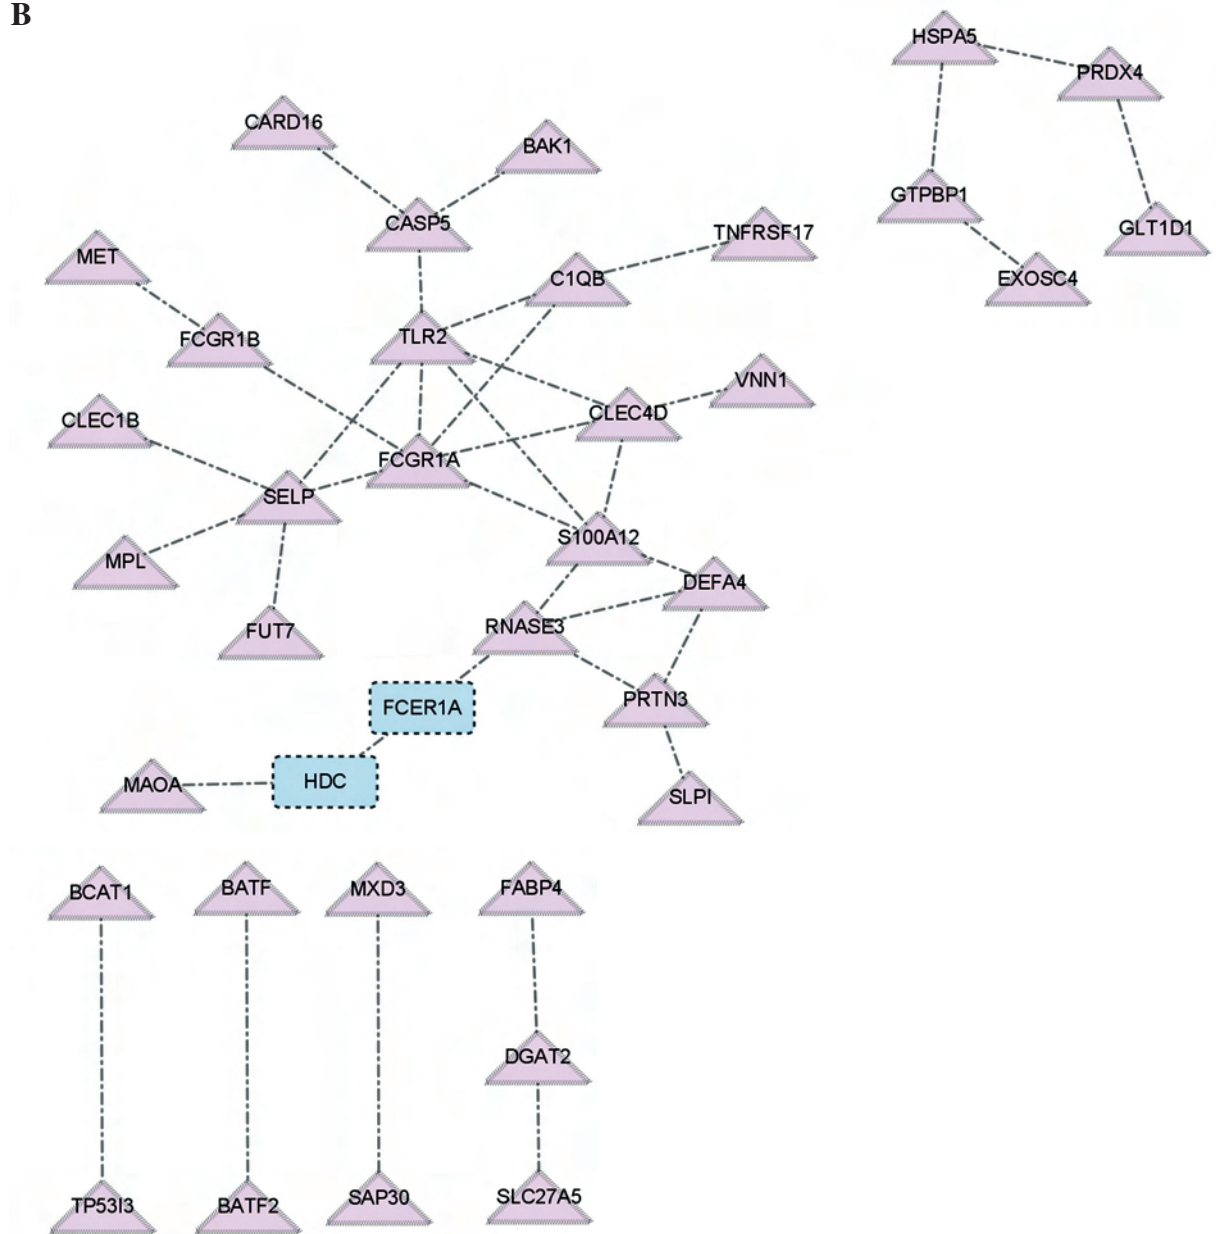 B
HSPA5
PRDX4
CARD16
BAK1
GTPBP1
CASP5
GLT1D1
TNFRSF17
MET
C1QB
EXOSC4
FCGR1B
TLR2
VNN1
CLEC1B
CLEC4D
FCGR1A
SELP
S100A12
MPL
DEFA4
FUT7
RNASE3
PRTN3
FCER1A
MAOA
HDC
SLPI
BCAT1
BATF
MXD3
FABP4
DGAT2
TP53I3
BATF2
SAP30
SLC27A5